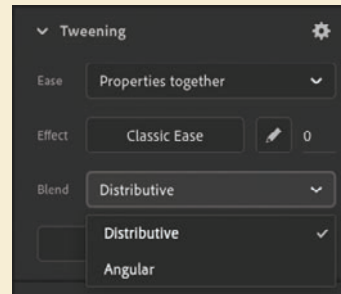 Tweening
Ease Properties together
Effect Classic Ease 0
Blend Distributive
Distributive
Angular